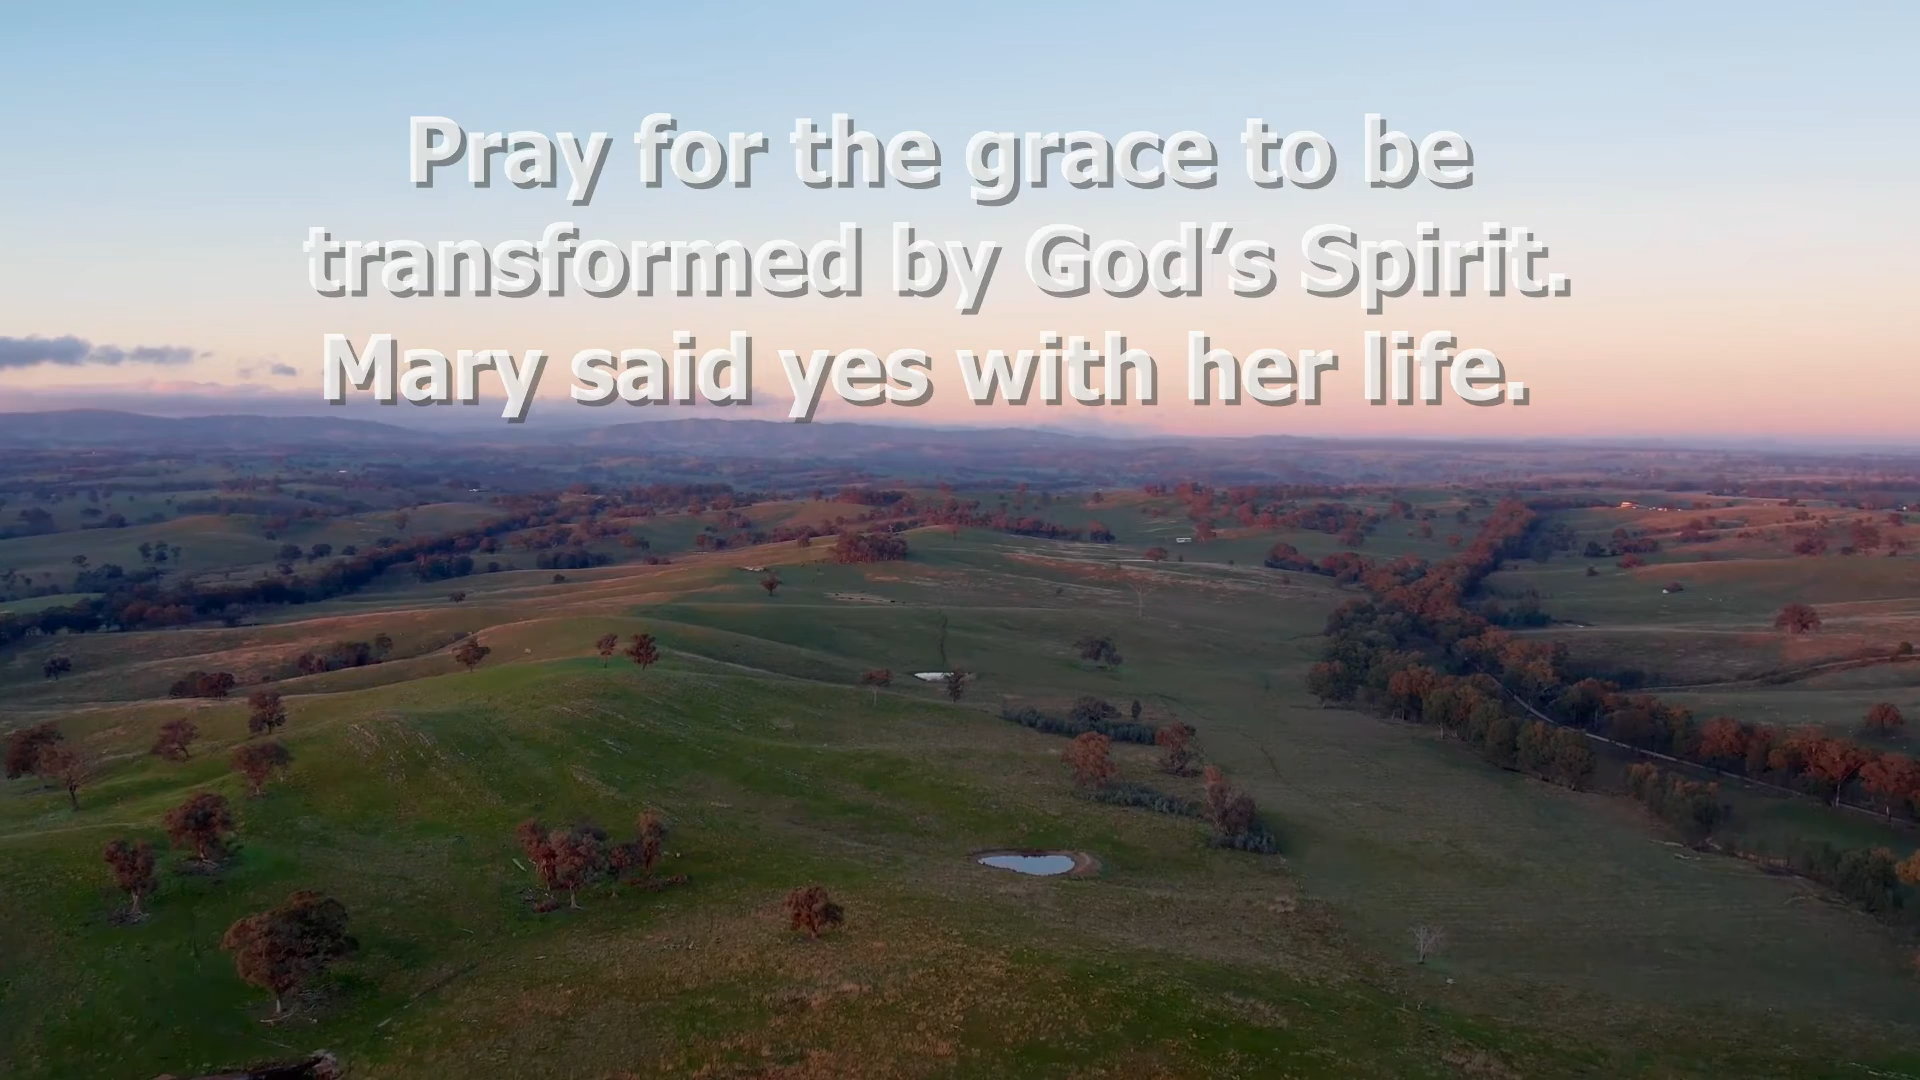 Pray for the grace to be
transformed by God’s Spirit.
Mary said yes with her life.